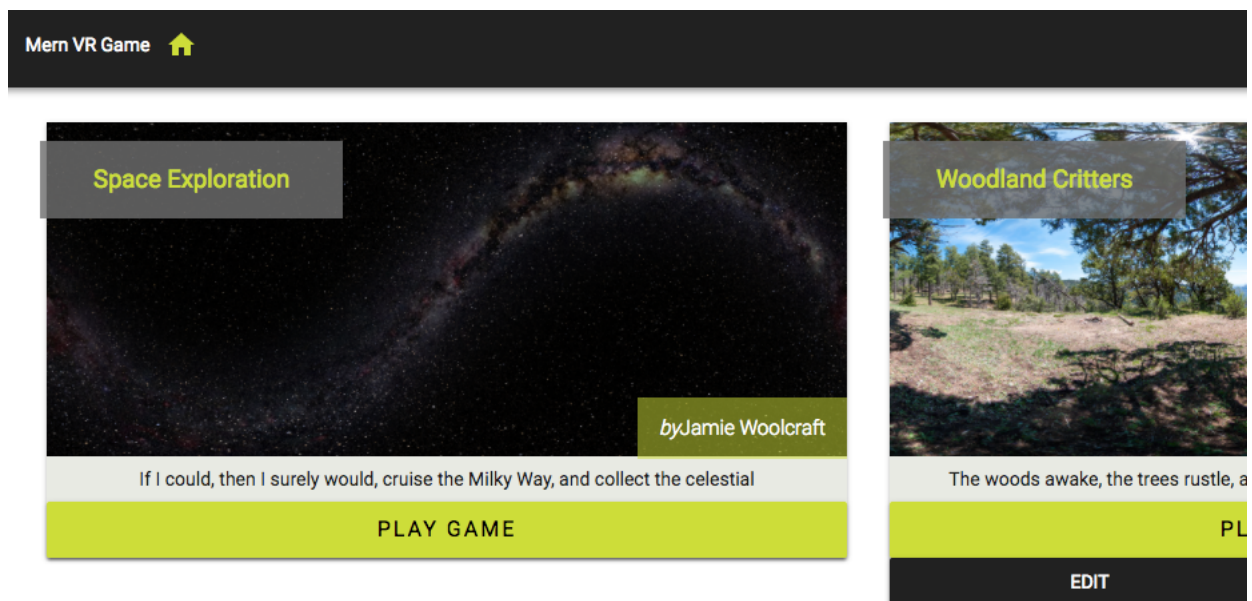 Mern VR Game
Space Exploration
byJamie Woolcraft
If I could, then I surely would, cruise the Milky Way, and collect the celestial
PLAY GAME
Woodland Critters
The woods awake, the trees rustle, a
PL
EDIT